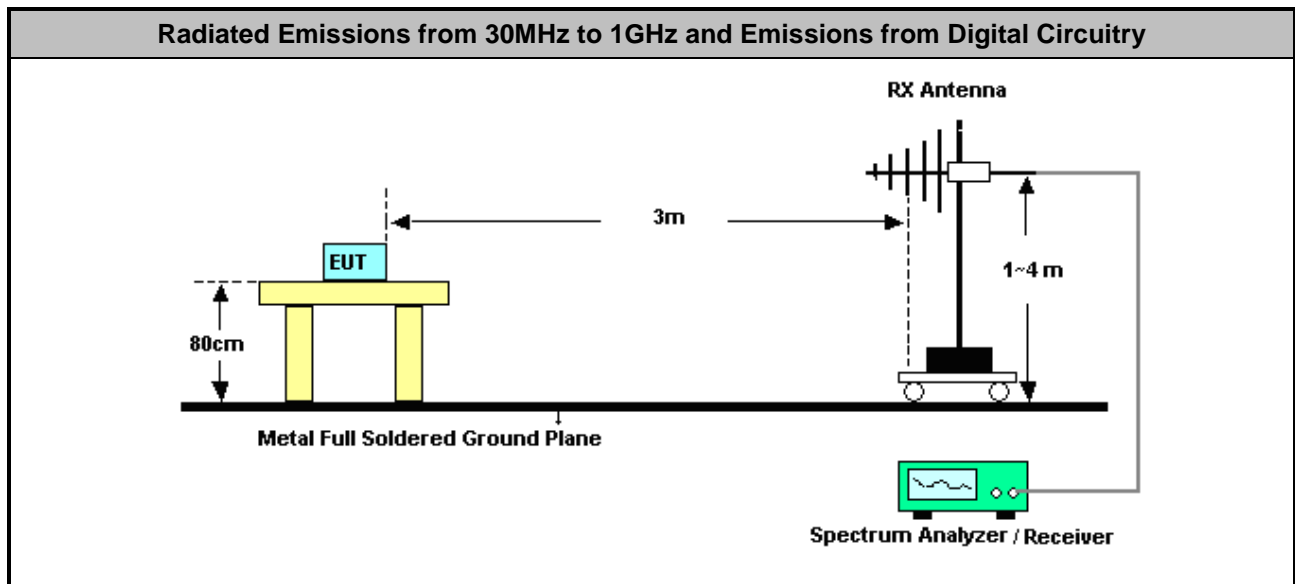 Radiated Emissions from 30MHz to 1GHz and Emissions from Digital Circuitry
RX Antenna
3m
EUT
1~4 m
80cm
Metal Full Soldered Ground Plane
Spectrum Analyzer / Receiver